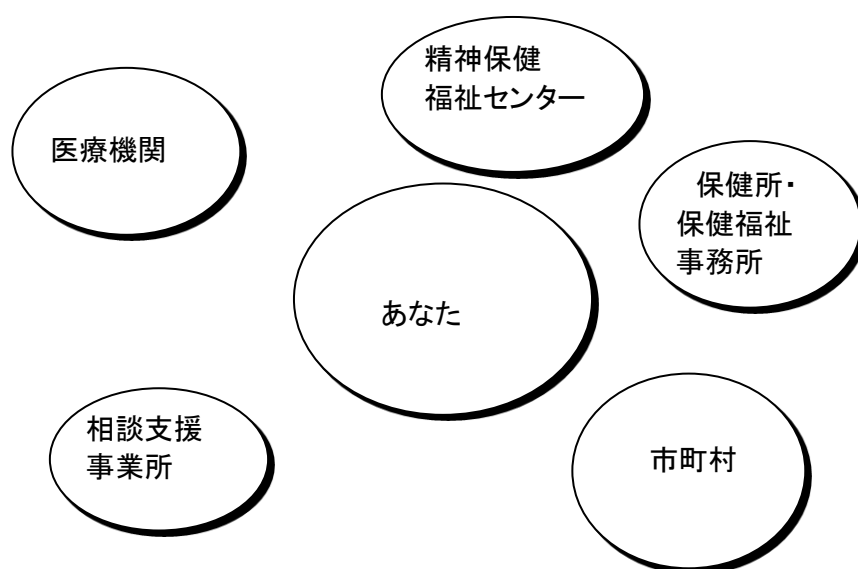 精神保健
福祉センター
医療機関
保健所・
保健福祉
事務所
あなた
相談支援
事業所
市町村